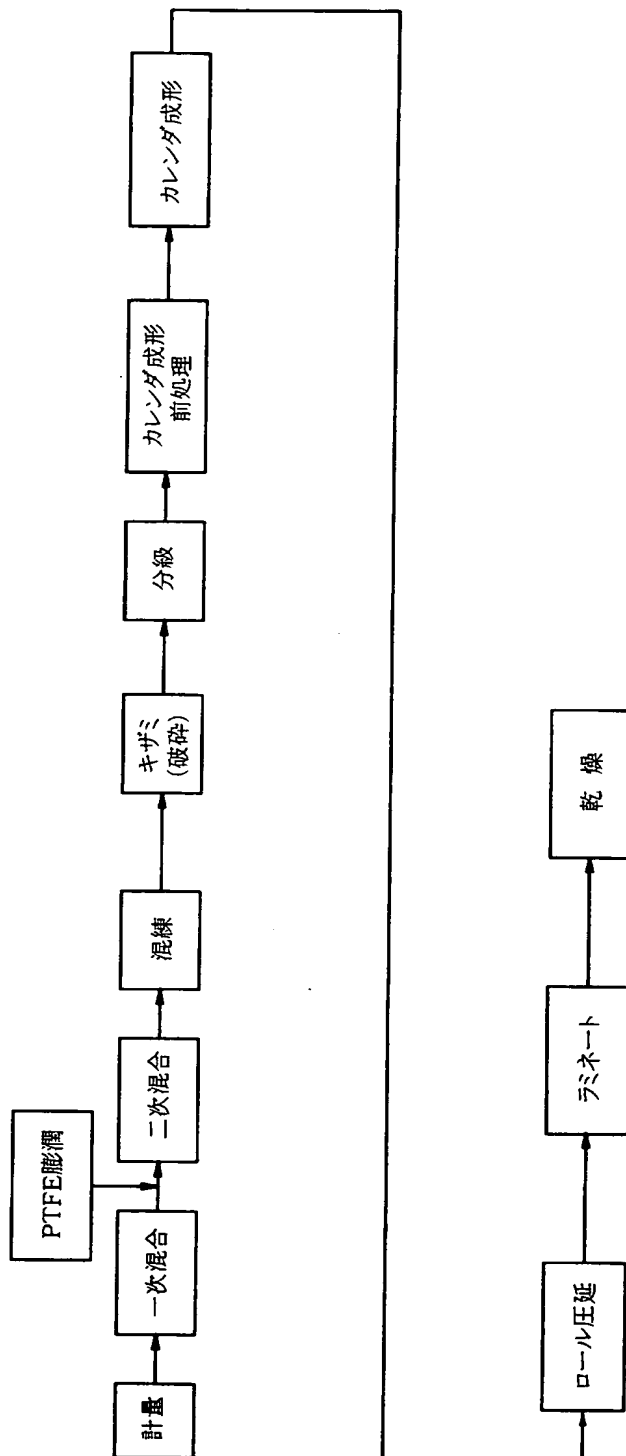 計量
一次混合
PTFE膨潤
二次混合
混練
キザミ
(破砕)
分級
カレンダ成形
前処理
カレンダ成形
ロール圧延
ラミネート
乾燥